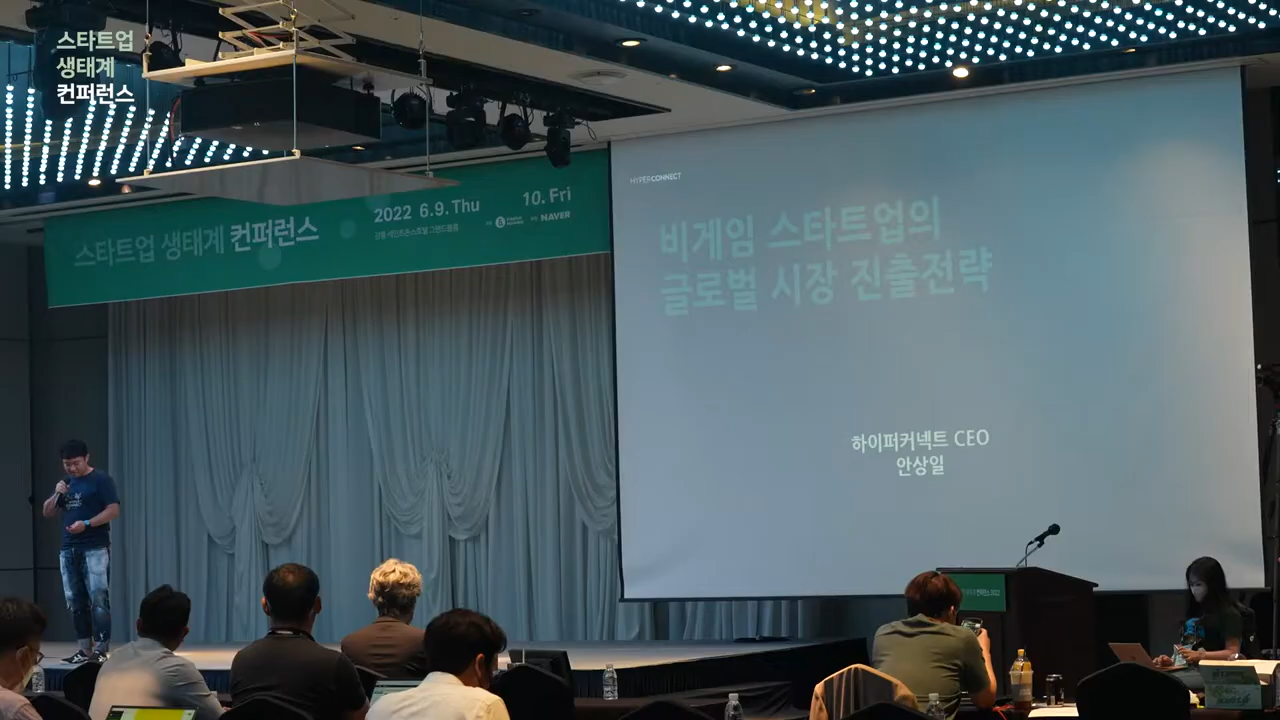 스타트업
생태계
컨퍼런스
스타트업 생태계 컨퍼런스
2022 6.9. Thu 10. Fri
NAVER
HYPERCONNECT
비게임 스타트업의
글로벌 시장 진출전략
하이퍼커넥트 CEO
안상일